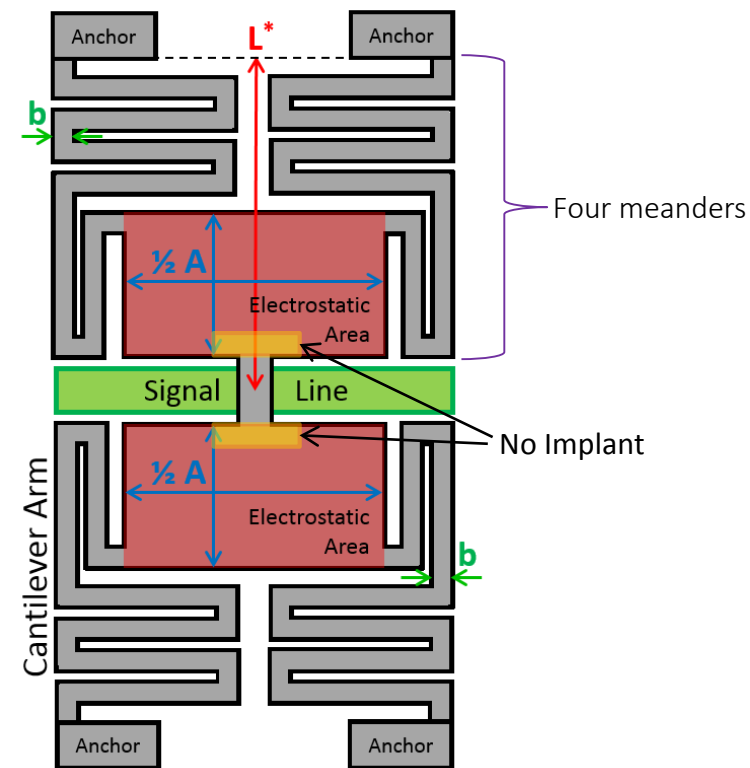 Anchor
Anchor
L*
b
Four meanders
½ A
Electrostatic
Area
Signal Line
No Implant
½ A
Electrostatic
Area
b
Cantilever Arm
Anchor
Anchor